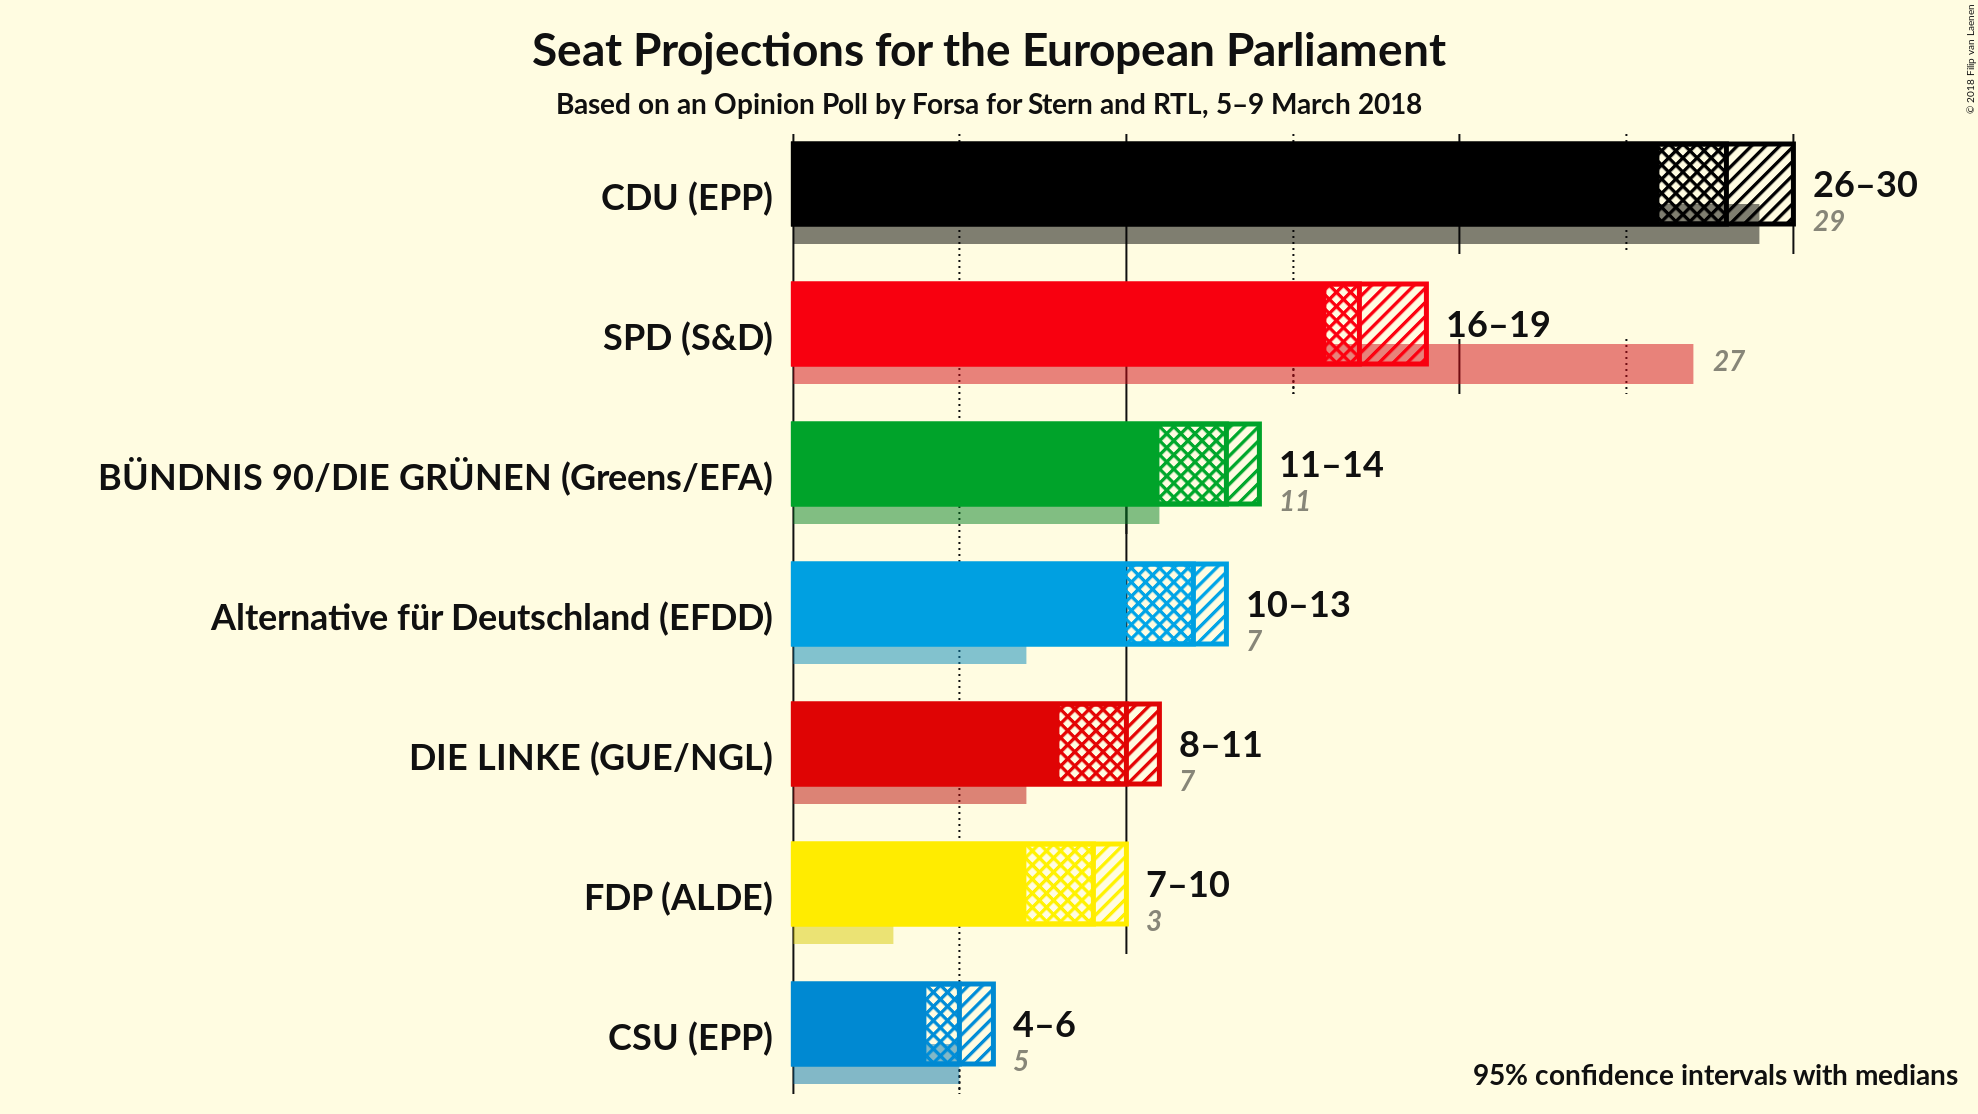 Seat Projections for the European Parliament
Based on an Opinion Poll by Forsa for Stern and RTL, 5–9 March 2018
© 2018 Filip van Laenen
CDU (EPP)
26–30
29
SPD (S&D)
16–19
27
BÜNDNIS 90/DIE GRÜNEN (Greens/EFA)
11–14
11
Alternative für Deutschland (EFDD)
10–13
7
DIE LINKE (GUE/NGL)
8–11
7
FDP (ALDE)
7–10
3
CSU (EPP)
4–6
5
95% confidence intervals with medians